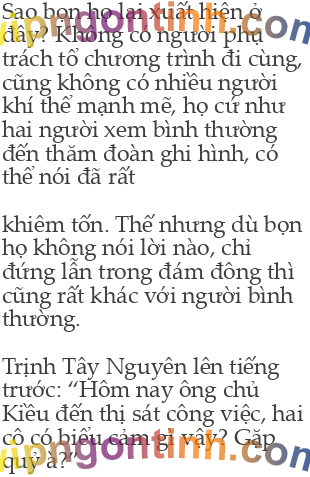 Sao bọn họ lại xuất hiện ở
đây? Không có người phụ
trách tổ chương trình đi cùng,
cũng không có nhiều người
khí thế mạnh mẽ, họ cứ như
hai người xem bình thường
đến thăm đoàn ghi hình, có
thể nói đã rất
khiêm tốn. Thế nhưng dù bọn
họ không nói lời nào, chỉ
đứng lẫn trong đám đông thì
cũng rất khác với người bình
thường.
Trịnh Tây Nguyên lên tiếng
trước: “Hôm nay ông chủ
Kiều đến thị sát công việc, hai
cô có biểu cảm gì vậy? Gặp
quỷ à?”
vipngontinh.com
vipngontinh.com